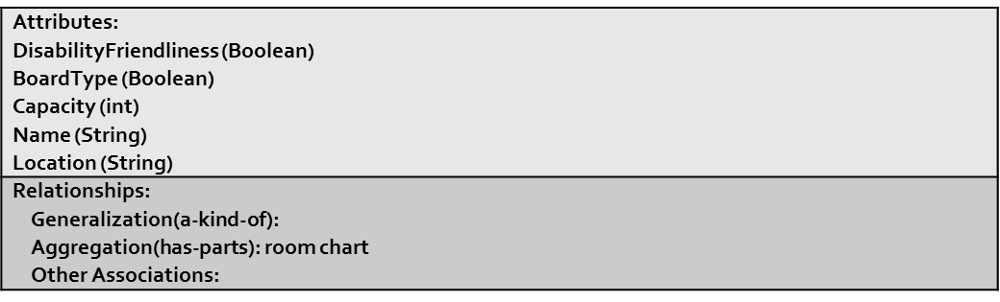 Attributes:
DisabilityFriendliness (Boolean)
BoardType (Boolean)
Capacity (int)
Name (String)
Location (String)
Relationships:
Generalization(a-kind-of):
Aggregation(has-parts): room chart
Other Associations: